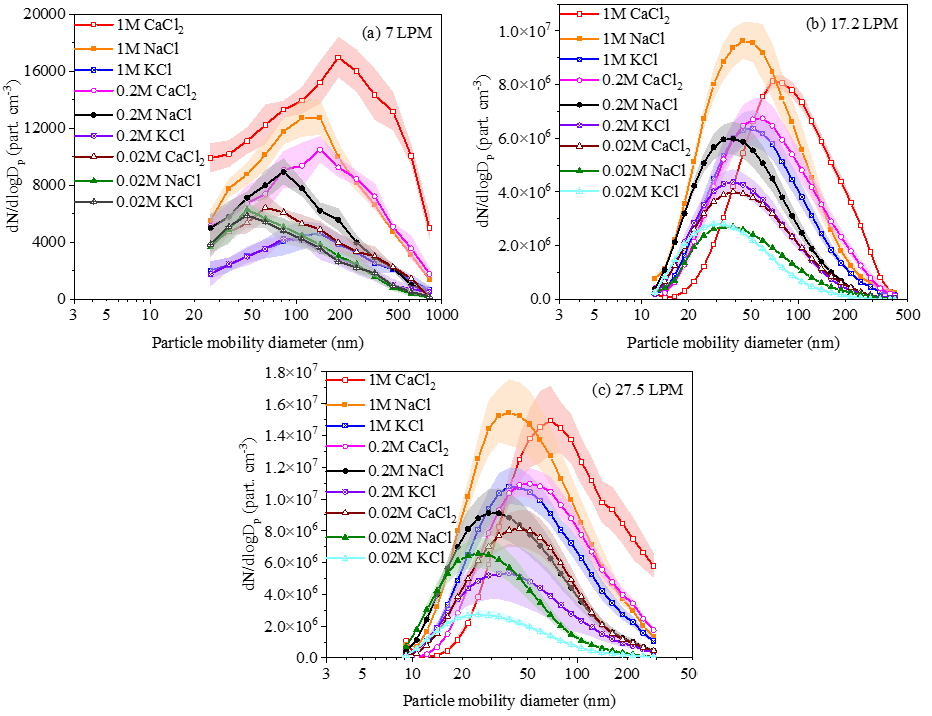 (a) 7 LPM
dN/dlogDp (part. cm-3)
20000
16000
12000
8000
4000
0
1M CaCl2
1M NaCl
1M KCl
0.2M CaCl2
0.2M NaCl
0.2M KCl
0.02M CaCl2
0.02M NaCl
0.02M KCl
3 5 10 30 50 100 300 500 1000
Particle mobility diameter (nm)
(b) 17.2 LPM
dN/dlogDp (part. cm-3)
1.0×10^7
8.0×10^6
6.0×10^6
4.0×10^6
2.0×10^6
0.0
1M CaCl2
1M NaCl
1M KCl
0.2M CaCl2
0.2M NaCl
0.2M KCl
0.02M CaCl2
0.02M NaCl
0.02M KCl
3 5 10 20 50 100 200 500
Particle mobility diameter (nm)
(c) 27.5 LPM
dN/dlogDp (part. cm-3)
1.8×10^7
1.6×10^7
1.4×10^7
1.2×10^7
1.0×10^7
8.0×10^6
6.0×10^6
4.0×10^6
2.0×10^6
0.0
1M CaCl2
1M NaCl
1M KCl
0.2M CaCl2
0.2M NaCl
0.2M KCl
0.02M CaCl2
0.02M NaCl
0.02M KCl
3 5 10 20 50 100 200 50
Particle mobility diameter (nm)